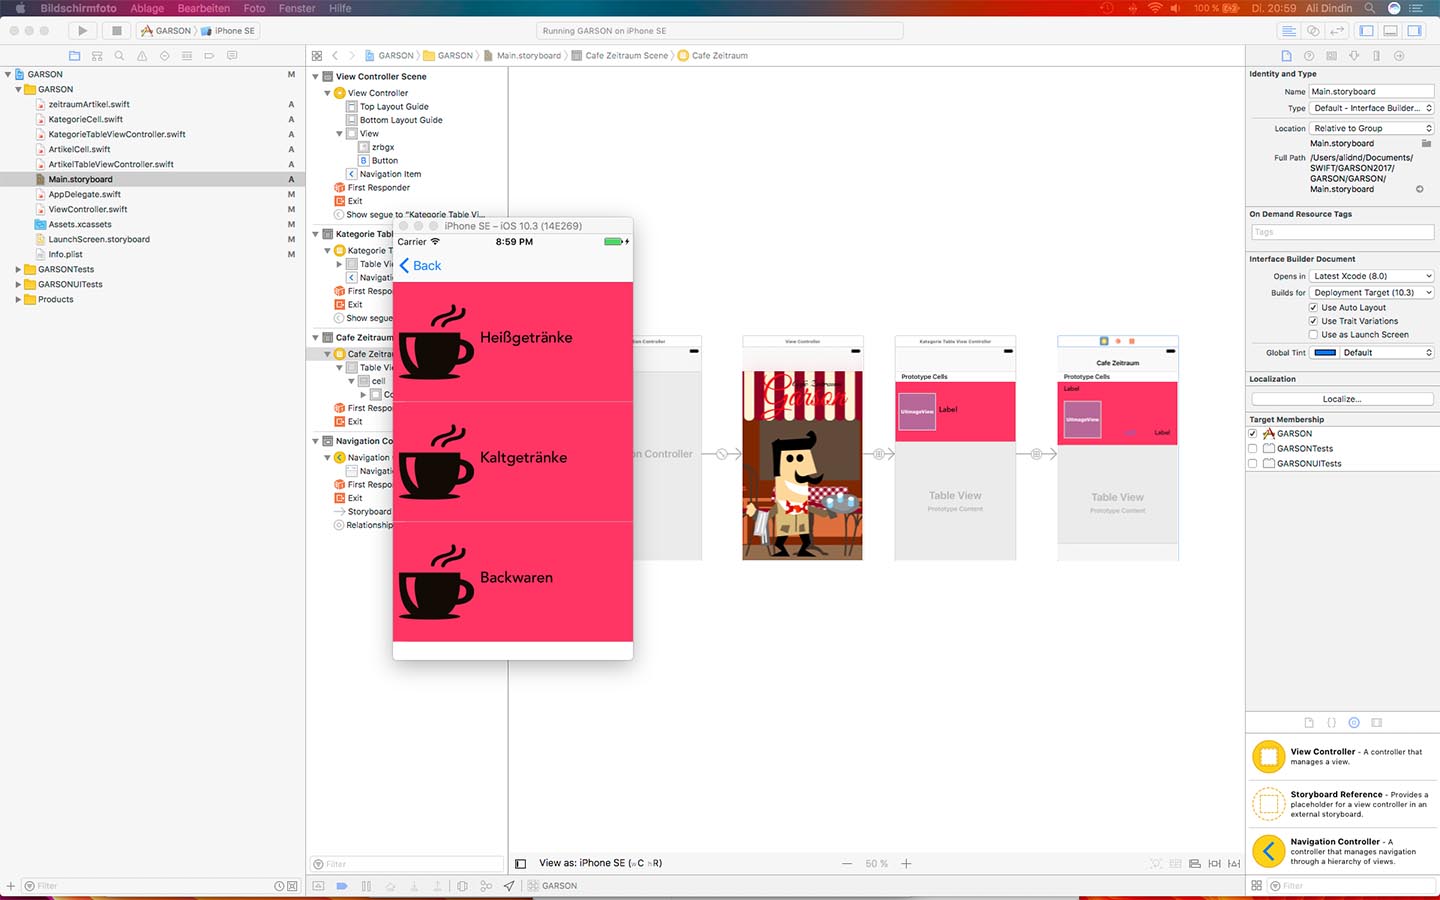 Bildschirmfoto Ablage Bearbeiten Foto Fenster Hilfe 100 % Di. 20:59 Ali Dindin
GARSON iPhone SE Running GARSON on iPhone SE
GARSON GARSON Main.storyboard Cafe Zeitraum Scene Cafe Zeitraum
GARSON M
GARSON
zeitraumArtikel.swift A
KategorieCell.swift A
KategorieTableViewController.swift A
ArtikelCell.swift A
ArtikelTableViewController.swift A
Main.storyboard A
AppDelegate.swift M
ViewController.swift M
Assets.xcassets M
LaunchScreen.storyboard M
Info.plist M
GARSONTests
GARSONUITests
Products
Filter
View Controller Scene
View Controller
Top Layout Guide
Bottom Layout Guide
View
zrbgx
B Button
Navigation Item
First Responder
Exit
Show segue to "Kategorie Table Vi...
Kategorie Tabl
Kategorie T
Table Vi
Navigatio
First Respo
Exit
Show segue
Cafe Zeitraum
Cafe Zeitra
Table Vi
cell
Co
First Respo
Exit
Navigation Co
Navigation
Navigatio
First Respo
Exit
Storyboard
Relationshi
Filter
iPhone SE – iOS 10.3 (14E269)
Carrier 8:59 PM
Back
Heißgetränke
Kaltgetränke
Backwaren
on Controller
on Controller
View Controller
Cafe Zeitraum
Garson
Kategorie Table View Controller
Prototype Cells
UIImageView
Label
Table View
Prototype Content
Cafe Zeitraum
Prototype Cells
Label
UIImageView
Label
Table View
Prototype Content
View as: iPhone SE (wC hR)
50 %
GARSON
Identity and Type
Name Main.storyboard
Type Default - Interface Builder...
Location Relative to Group
Main.storyboard
Full Path /Users/alidnd/Documents/
SWIFT/GARSON2017/
GARSON/GARSON/
Main.storyboard
On Demand Resource Tags
Tags
Interface Builder Document
Opens in Latest Xcode (8.0)
Builds for Deployment Target (10.3)
Use Auto Layout
Use Trait Variations
Use as Launch Screen
Global Tint Default
Localization
Localize...
Target Membership
GARSON
GARSONTests
GARSONUITests
View Controller - A controller that
manages a view.
Storyboard Reference - Provides a
placeholder for a view controller in an
external storyboard.
Navigation Controller - A
controller that manages navigation
through a hierarchy of views.
Filter